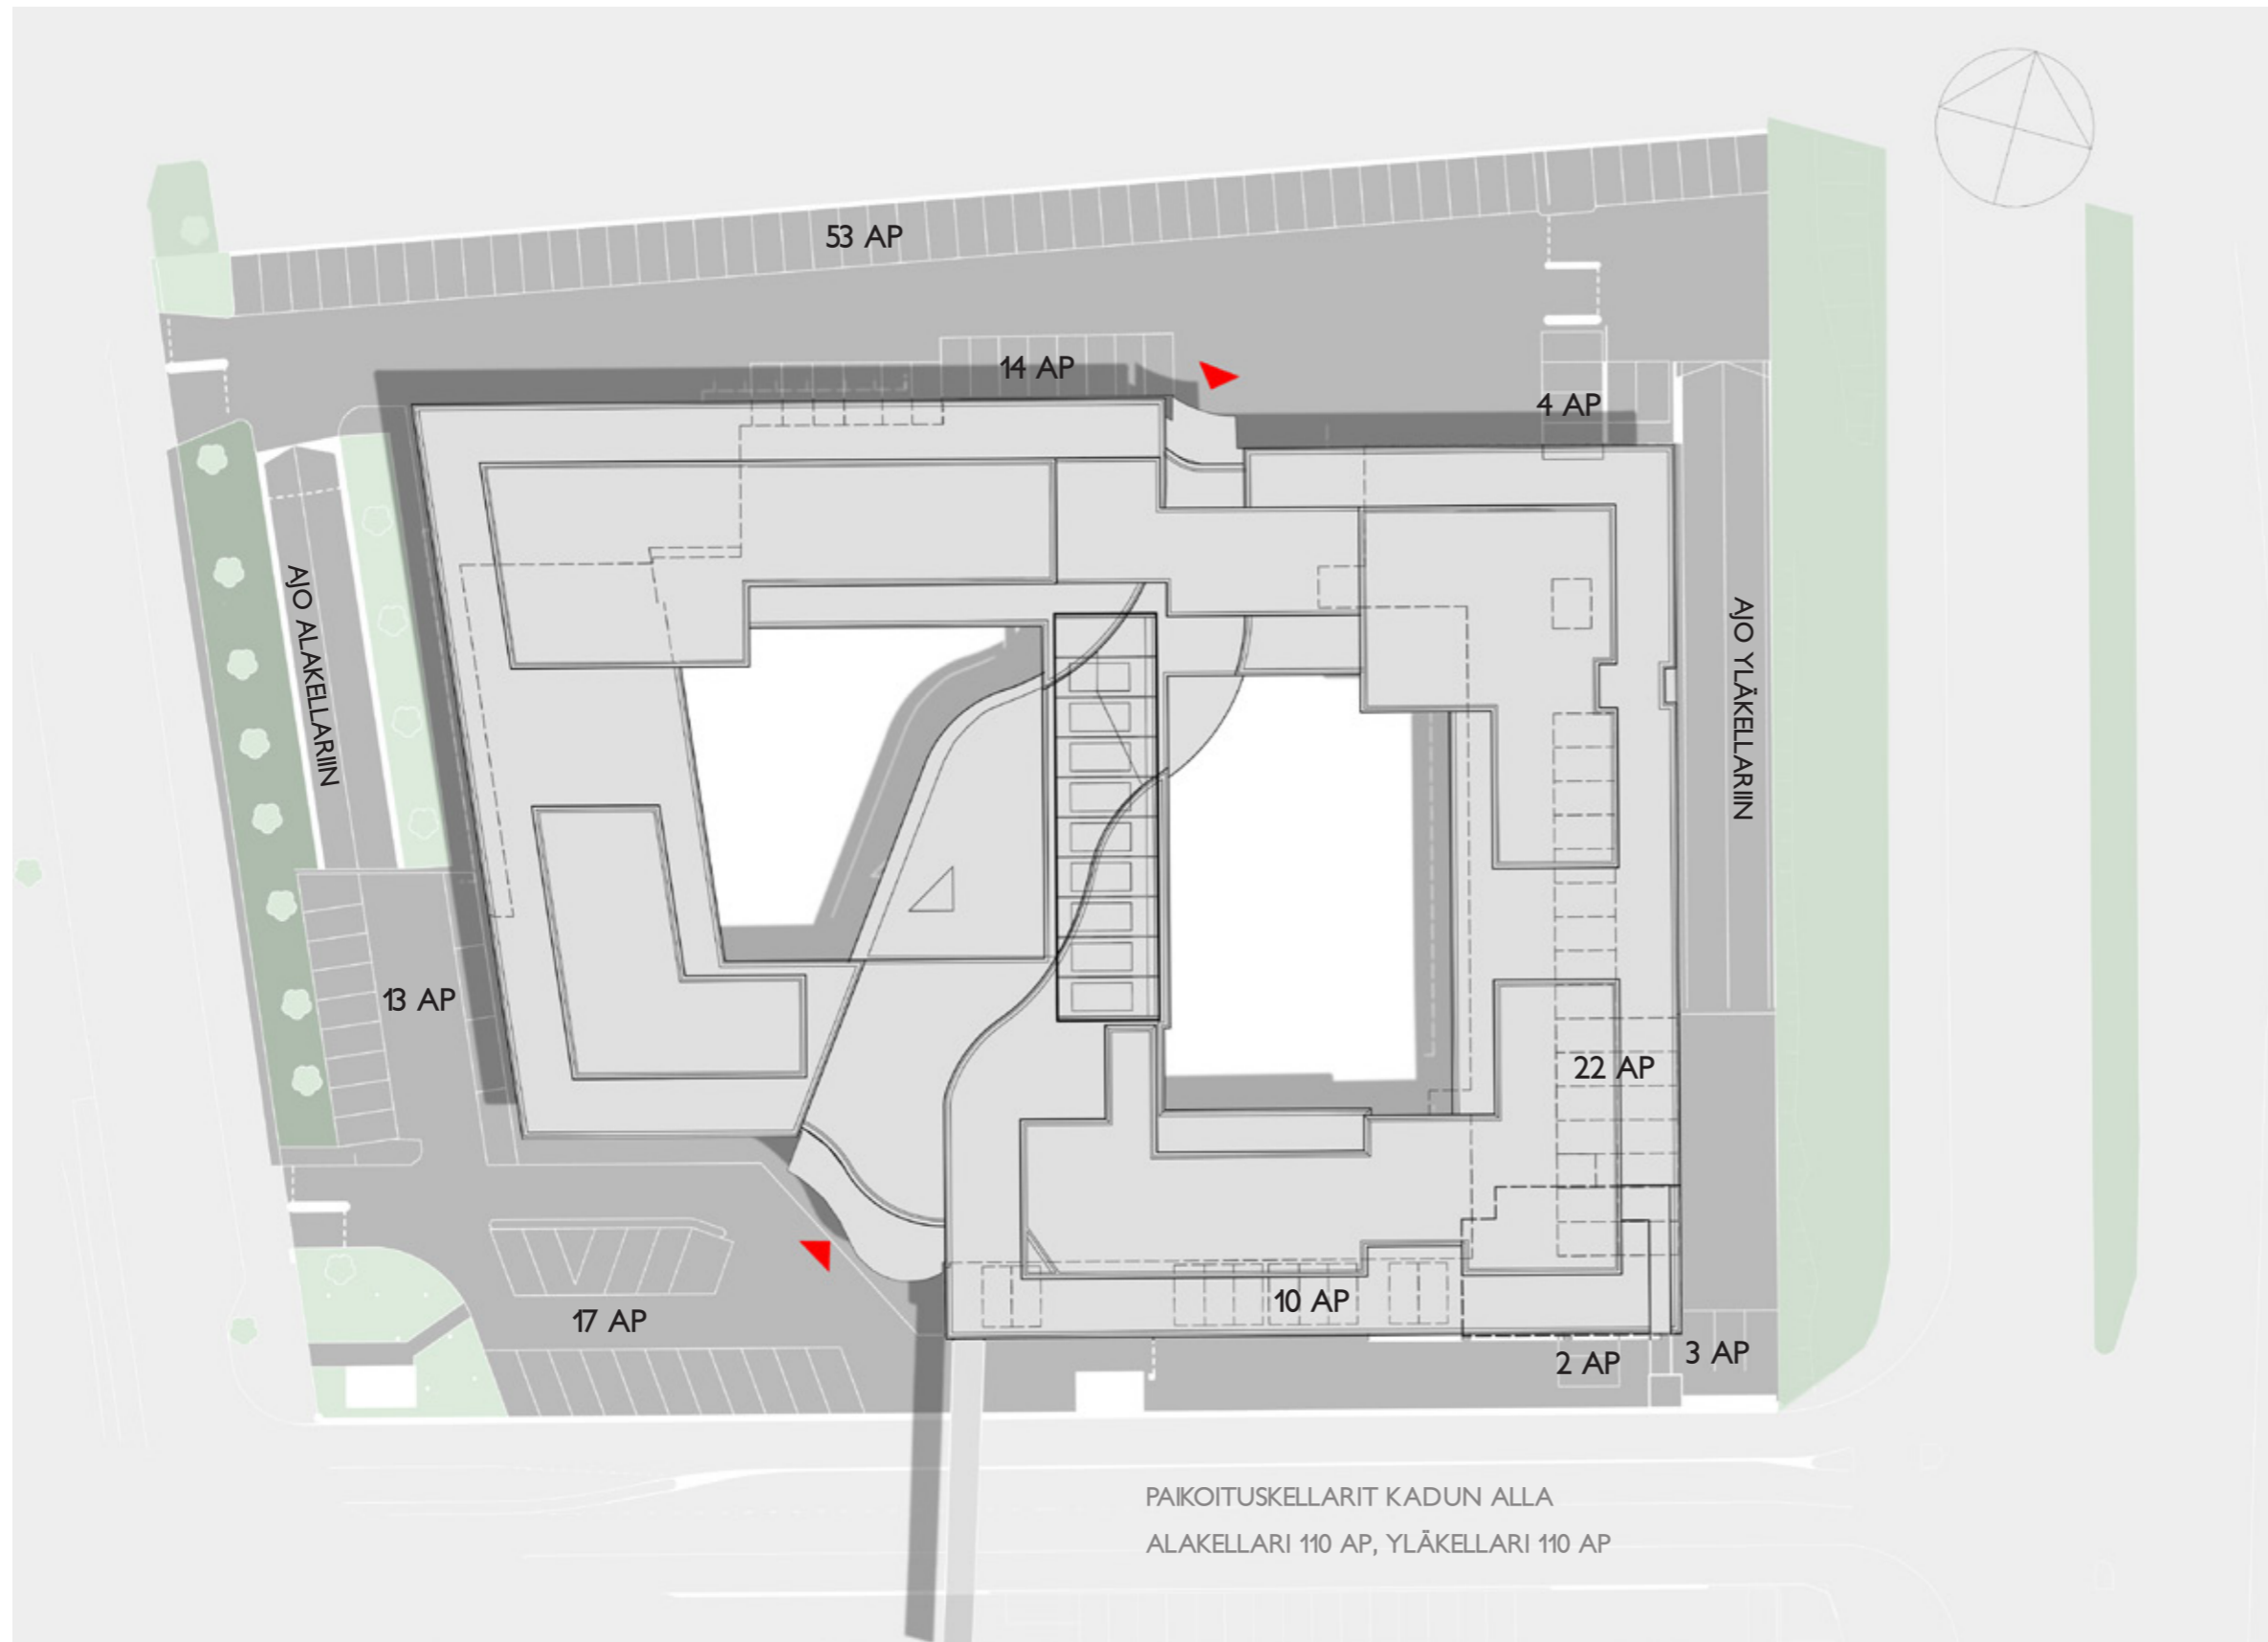 53 AP
14 AP
4 AP
AJO ALAKELLARIIN
AJO YLÄKELLARIIN
13 AP
22 AP
10 AP
17 AP
2 AP
3 AP
PAIKOITUSKELLARIT KADUN ALLA
ALAKELLARI 110 AP, YLÄKELLARI 110 AP